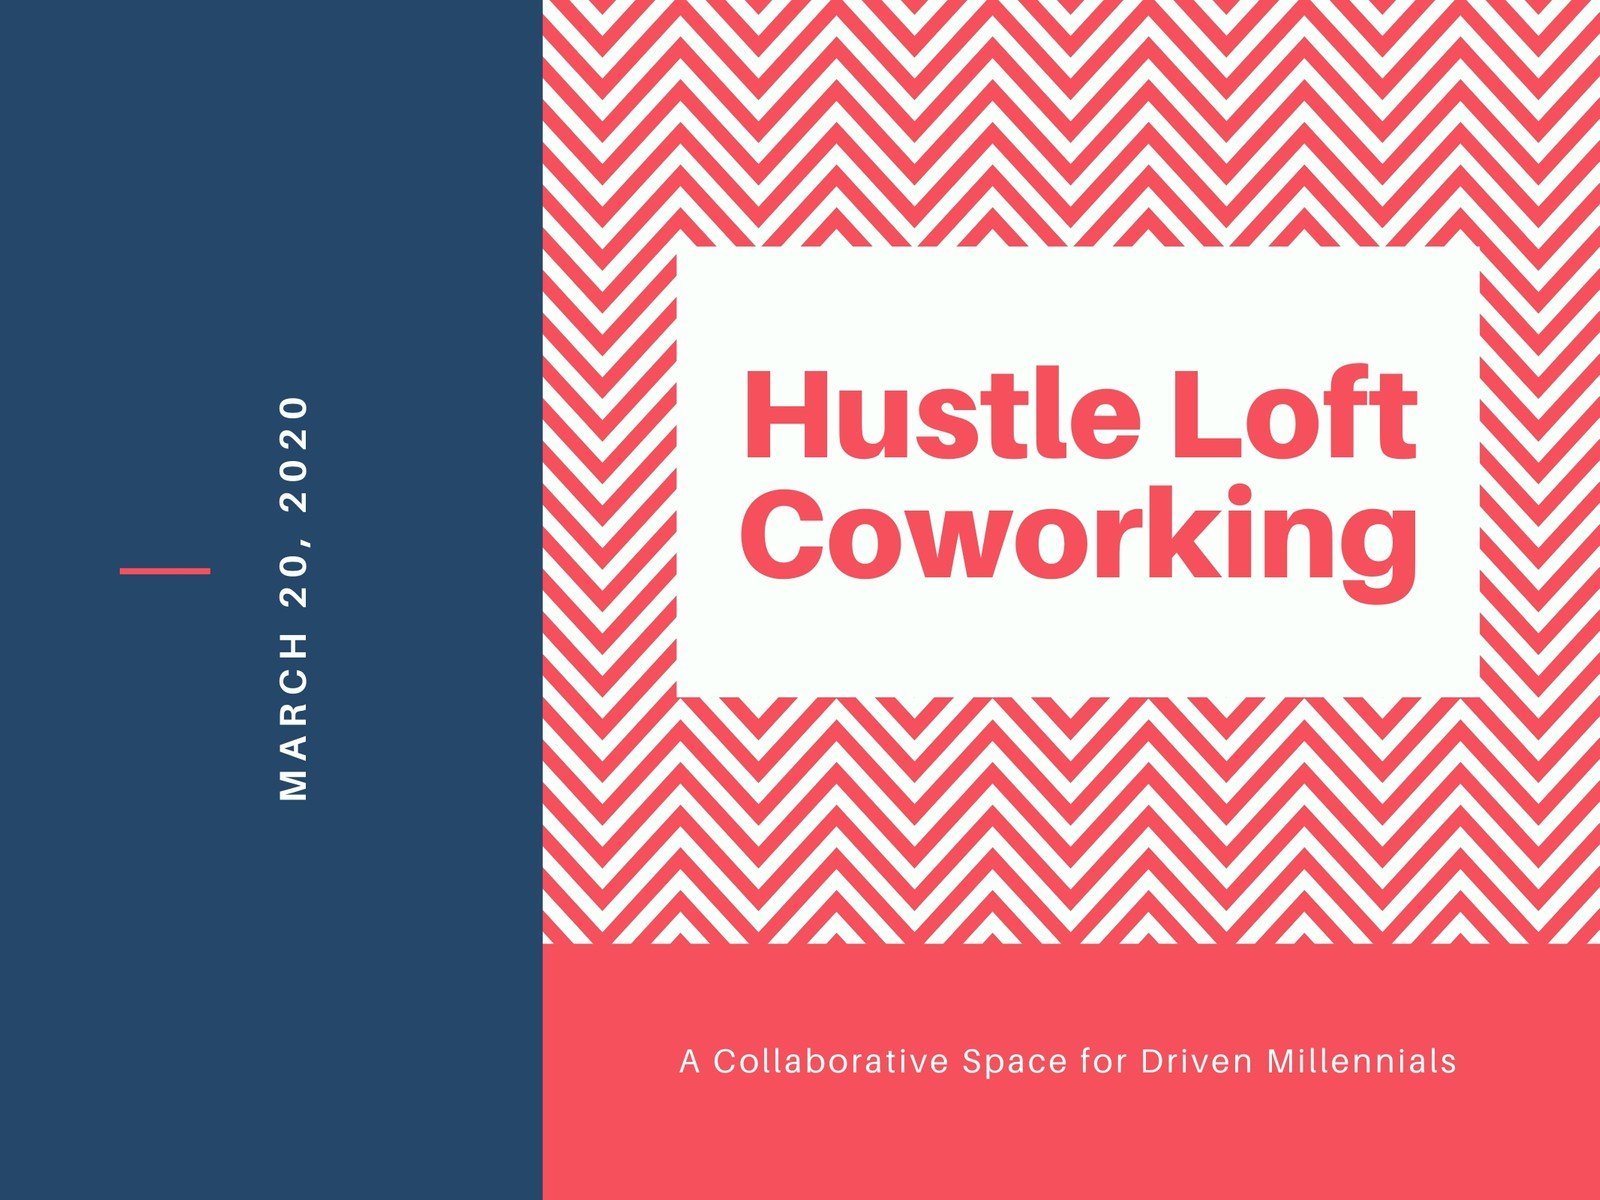 MARCH 20, 2020
Hustle Loft
Coworking
A Collaborative Space for Driven Millennials